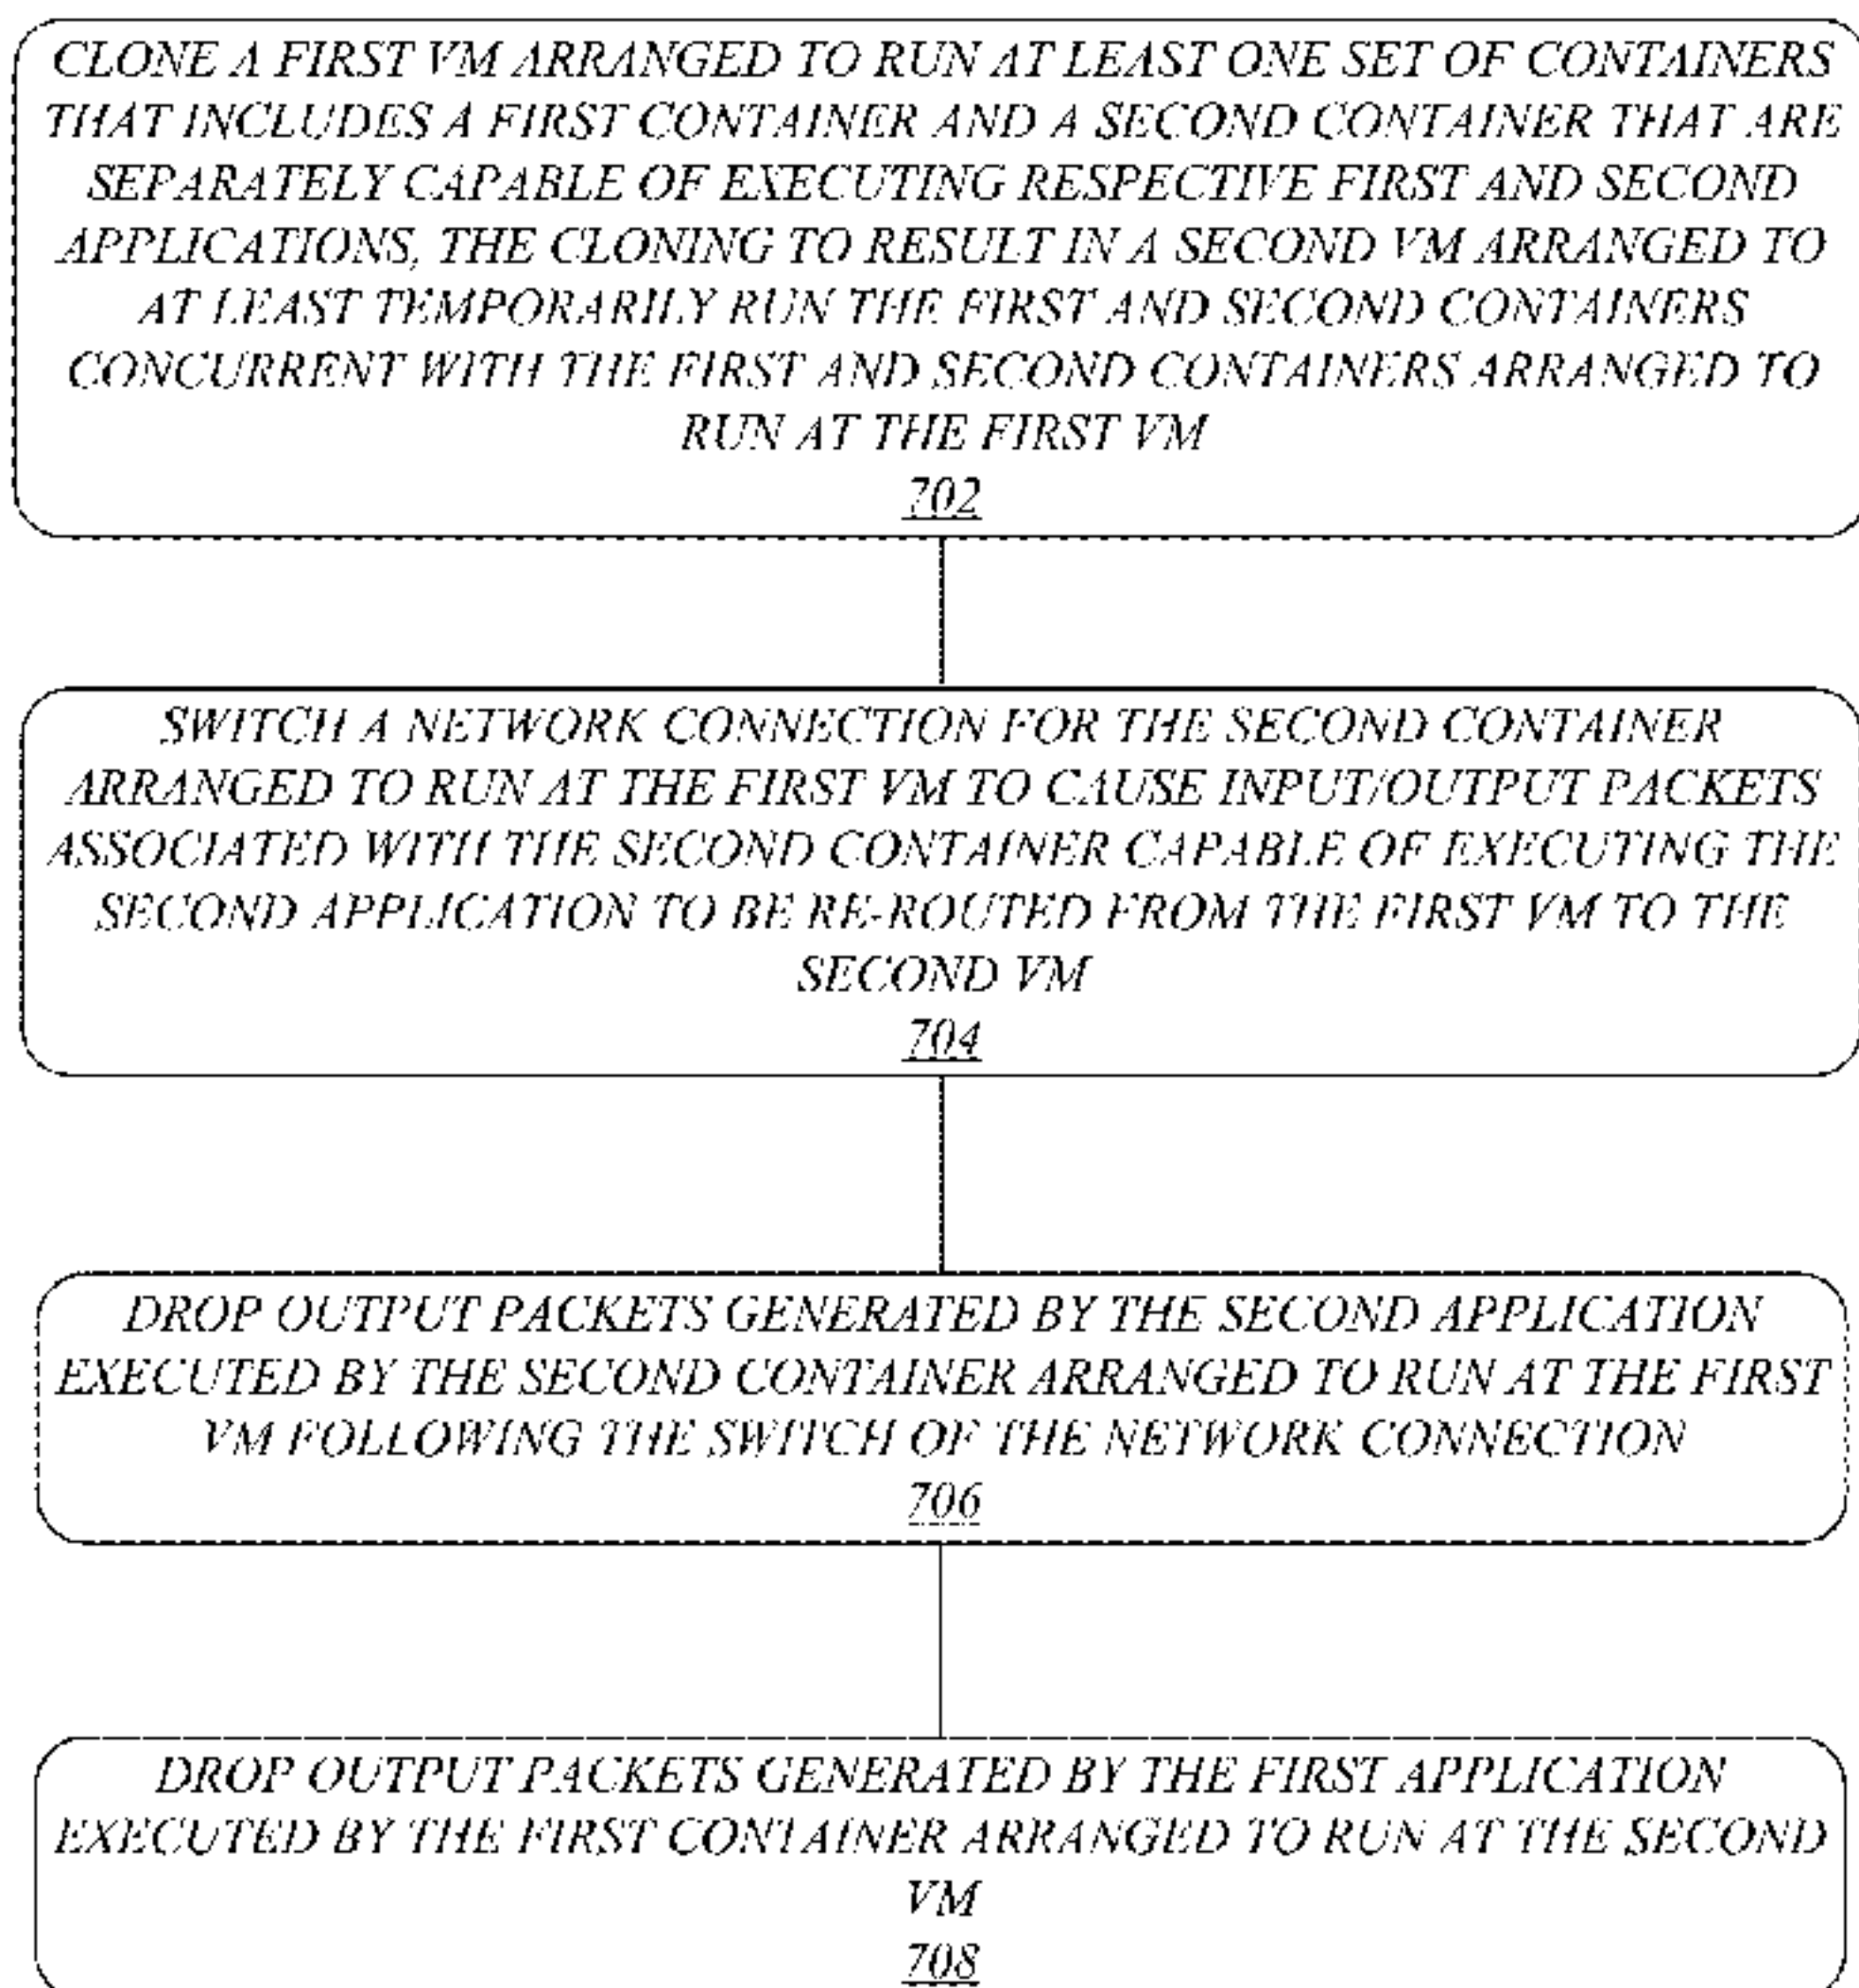 CLONE A FIRST VM ARRANGED TO RUN AT LEAST ONE SET OF CONTAINERS
THAT INCLUDES A FIRST CONTAINER AND A SECOND CONTAINER THAT ARE
SEPARATELY CAPABLE OF EXECUTING RESPECTIVE FIRST AND SECOND
APPLICATIONS, THE CLONING TO RESULT IN A SECOND VM ARRANGED TO
AT LEAST TEMPORARILY RUN THE FIRST AND SECOND CONTAINERS
CONCURRENT WITH THE FIRST AND SECOND CONTAINERS ARRANGED TO
RUN AT THE FIRST VM
702
SWITCH A NETWORK CONNECTION FOR THE SECOND CONTAINER
ARRANGED TO RUN AT THE FIRST VM TO CAUSE INPUT/OUTPUT PACKETS
ASSOCIATED WITH THE SECOND CONTAINER CAPABLE OF EXECUTING THE
SECOND APPLICATION TO BE RE-ROUTED FROM THE FIRST VM TO THE
SECOND VM
704
DROP OUTPUT PACKETS GENERATED BY THE SECOND APPLICATION
EXECUTED BY THE SECOND CONTAINER ARRANGED TO RUN AT THE FIRST
VM FOLLOWING THE SWITCH OF THE NETWORK CONNECTION
706
DROP OUTPUT PACKETS GENERATED BY THE FIRST APPLICATION
EXECUTED BY THE FIRST CONTAINER ARRANGED TO RUN AT THE SECOND
VM
708